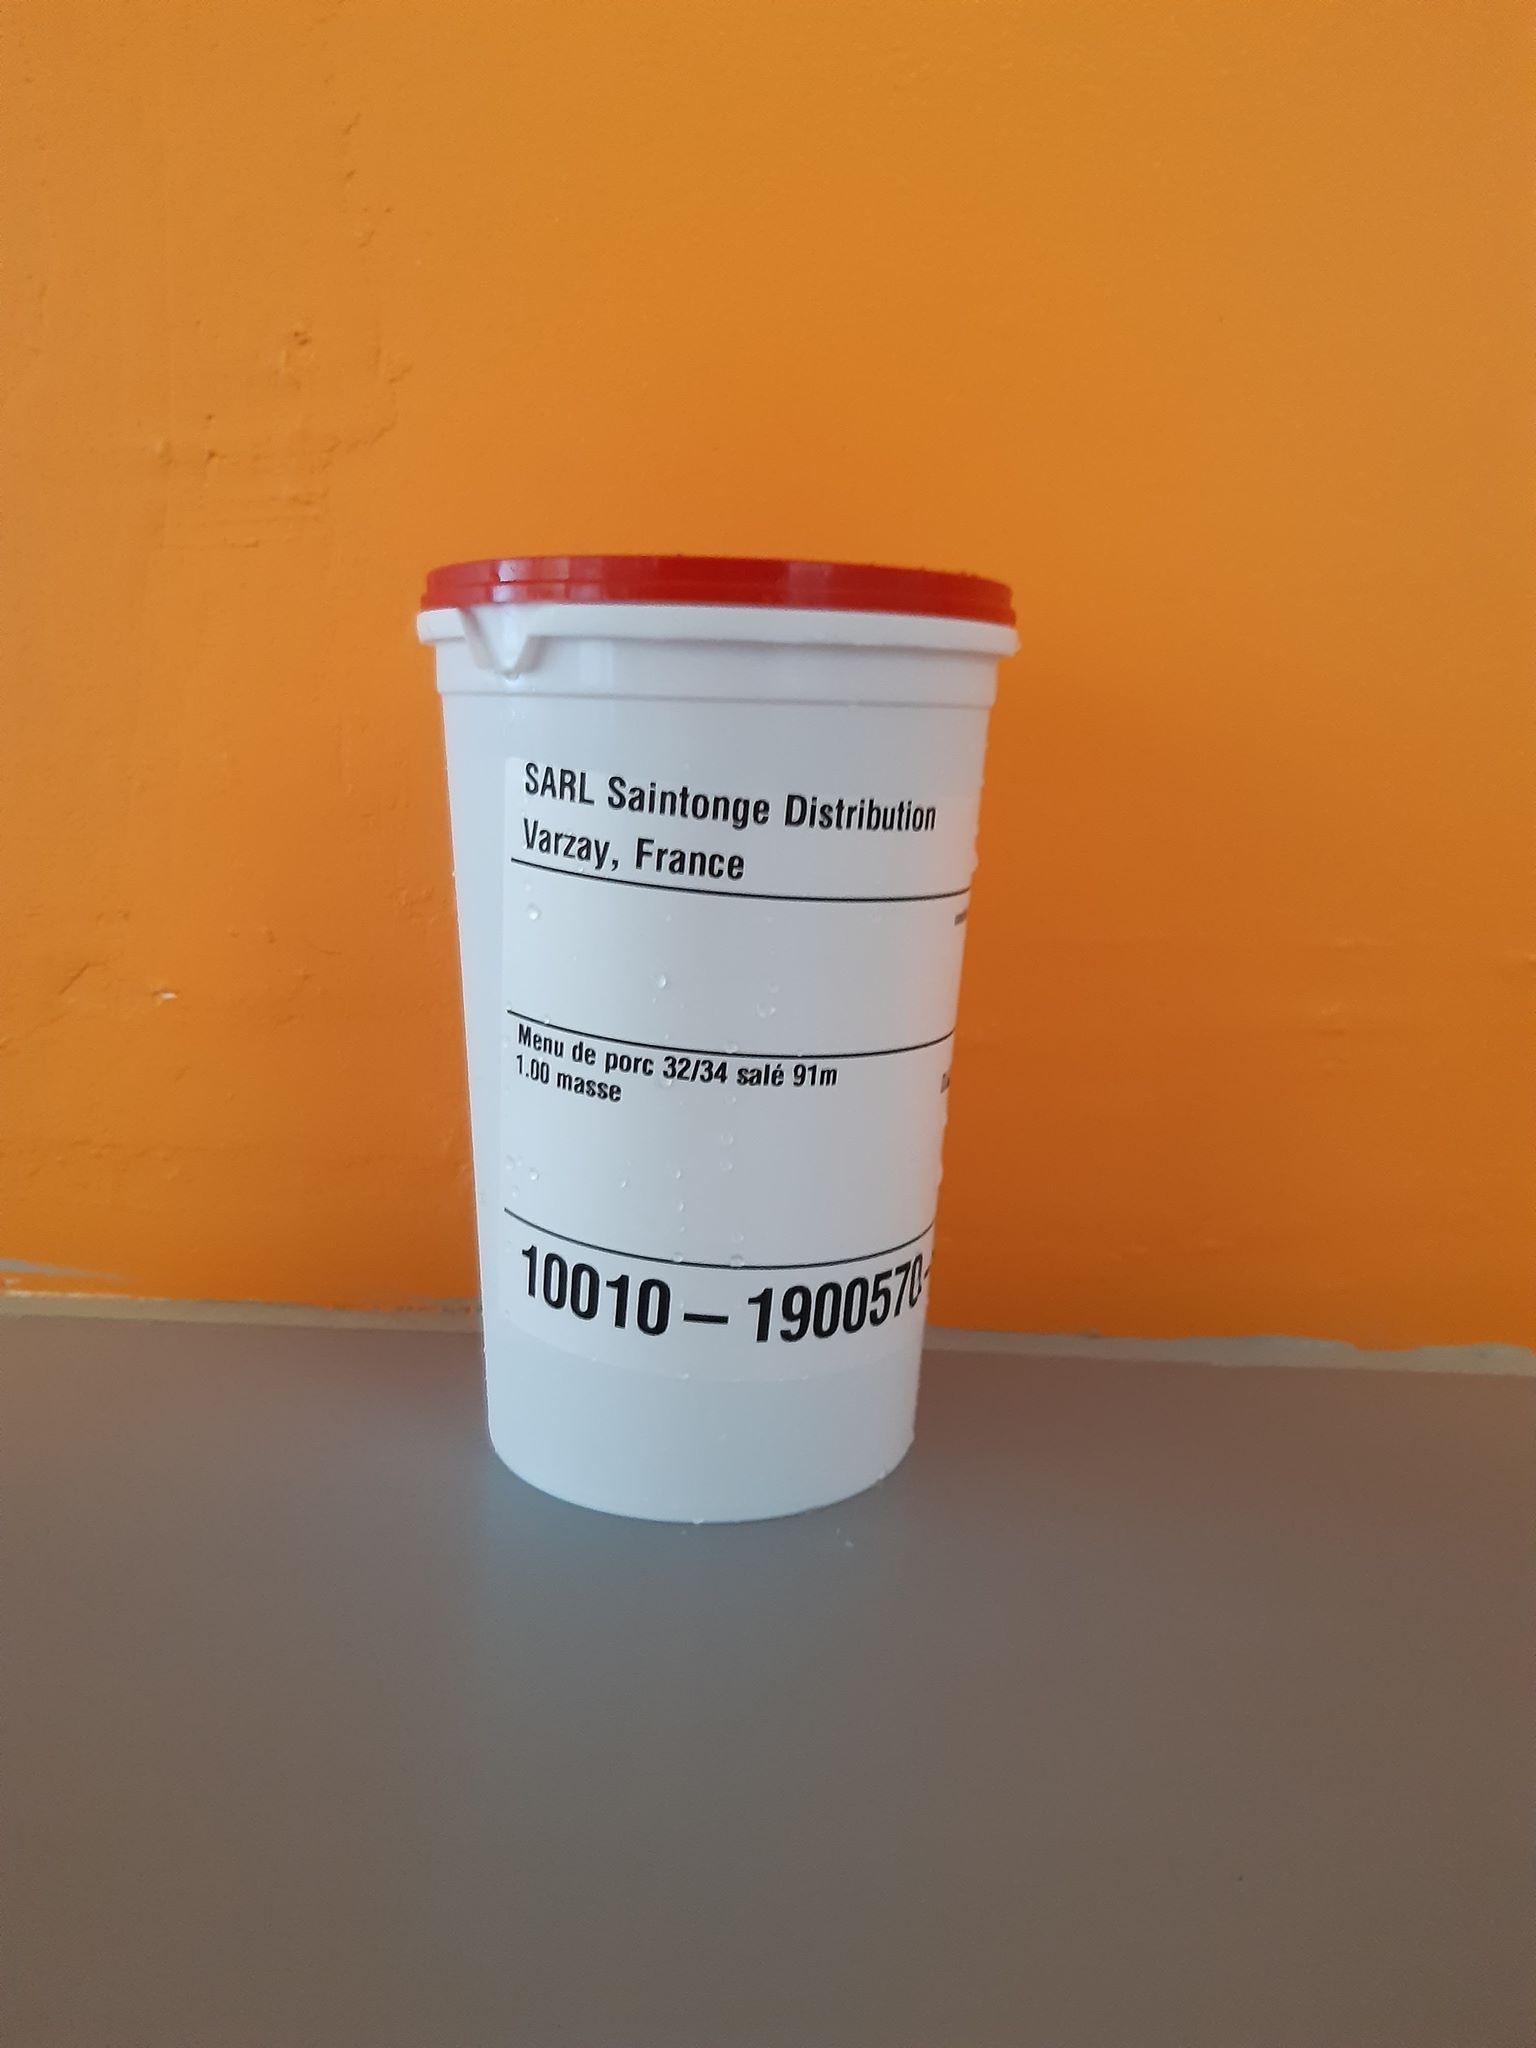 SARL Saintonge Distribution
Varzay, France
Menu de porc 32/34 salé 91m
1.00 masse
10010 – 1900570-